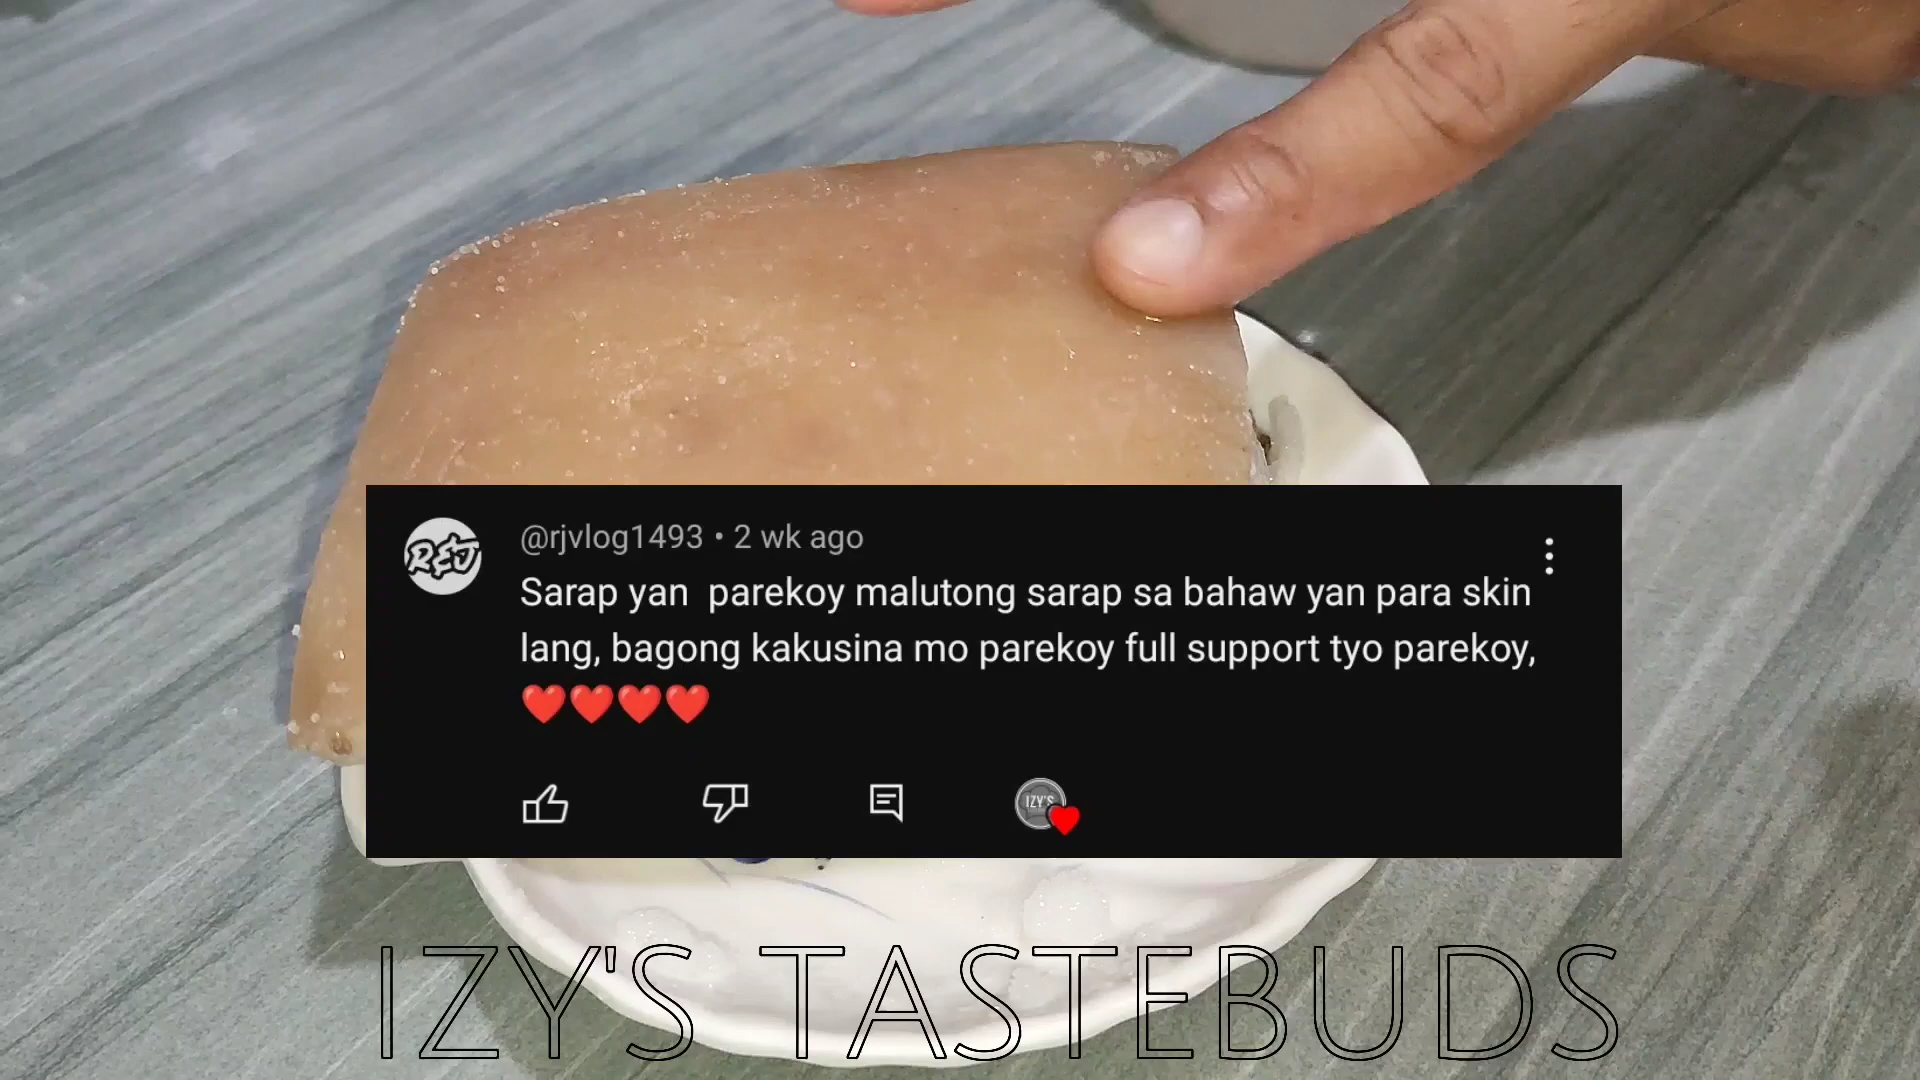 R&J
@rjvlog1493 • 2 wk ago
Sarap yan  parekoy malutong sarap sa bahaw yan para skin
lang, bagong kakusina mo parekoy full support tyo parekoy,
❤️❤️❤️❤️
IZY'S
IZY'S TASTEBUDS